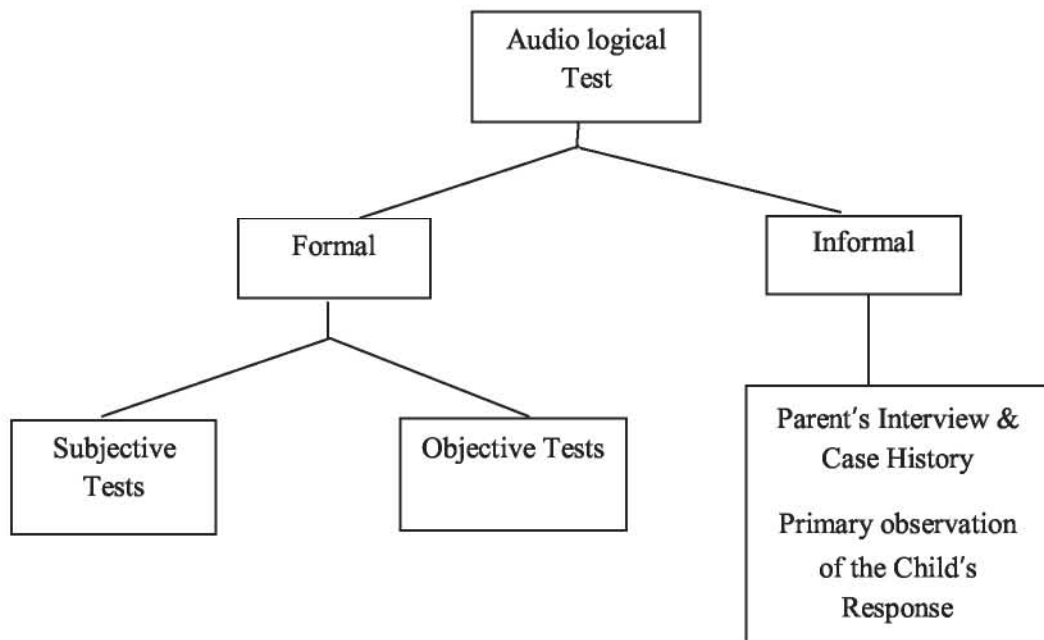 Audio logical
Test
Formal
Informal
Subjective
Tests
Objective Tests
Parent's Interview &
Case History
Primary observation
of the Child's
Response